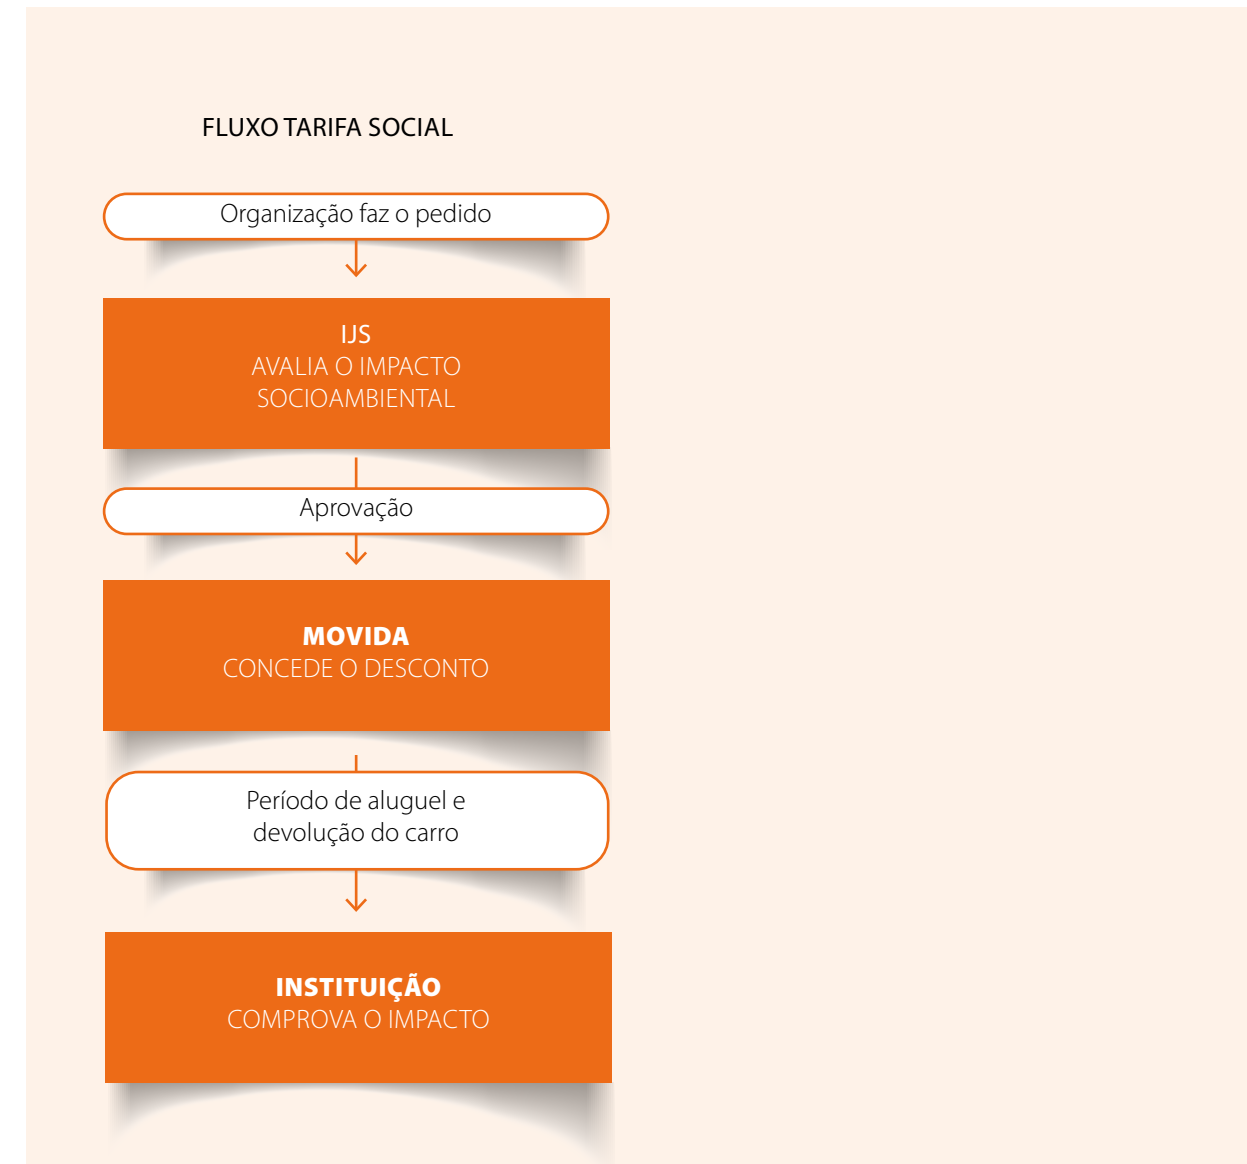 FLUXO TARIFA SOCIAL
Organização faz o pedido
IJS
AVALIA O IMPACTO
SOCIOAMBIENTAL
Aprovação
MOVIDA
CONCEDE O DESCONTO
Período de aluguel e
devolução do carro
INSTITUIÇÃO
COMPROVA O IMPACTO